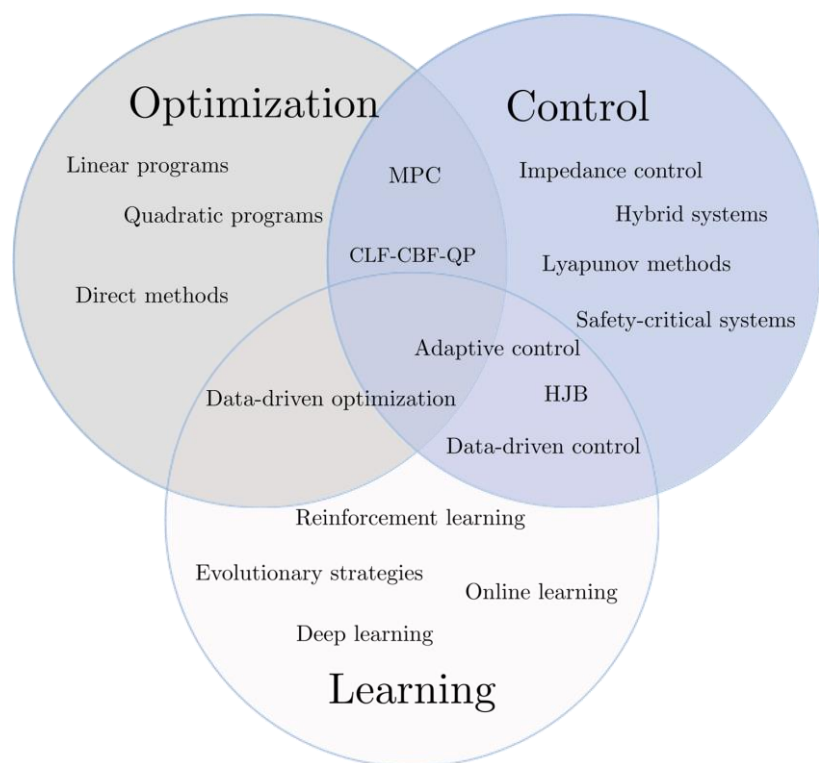 Optimization
Control
Linear programs
MPC
Impedance control
Quadratic programs
Hybrid systems
CLF-CBF-QP
Lyapunov methods
Direct methods
Safety-critical systems
Adaptive control
Data-driven optimization
HJB
Data-driven control
Reinforcement learning
Evolutionary strategies
Online learning
Deep learning
Learning